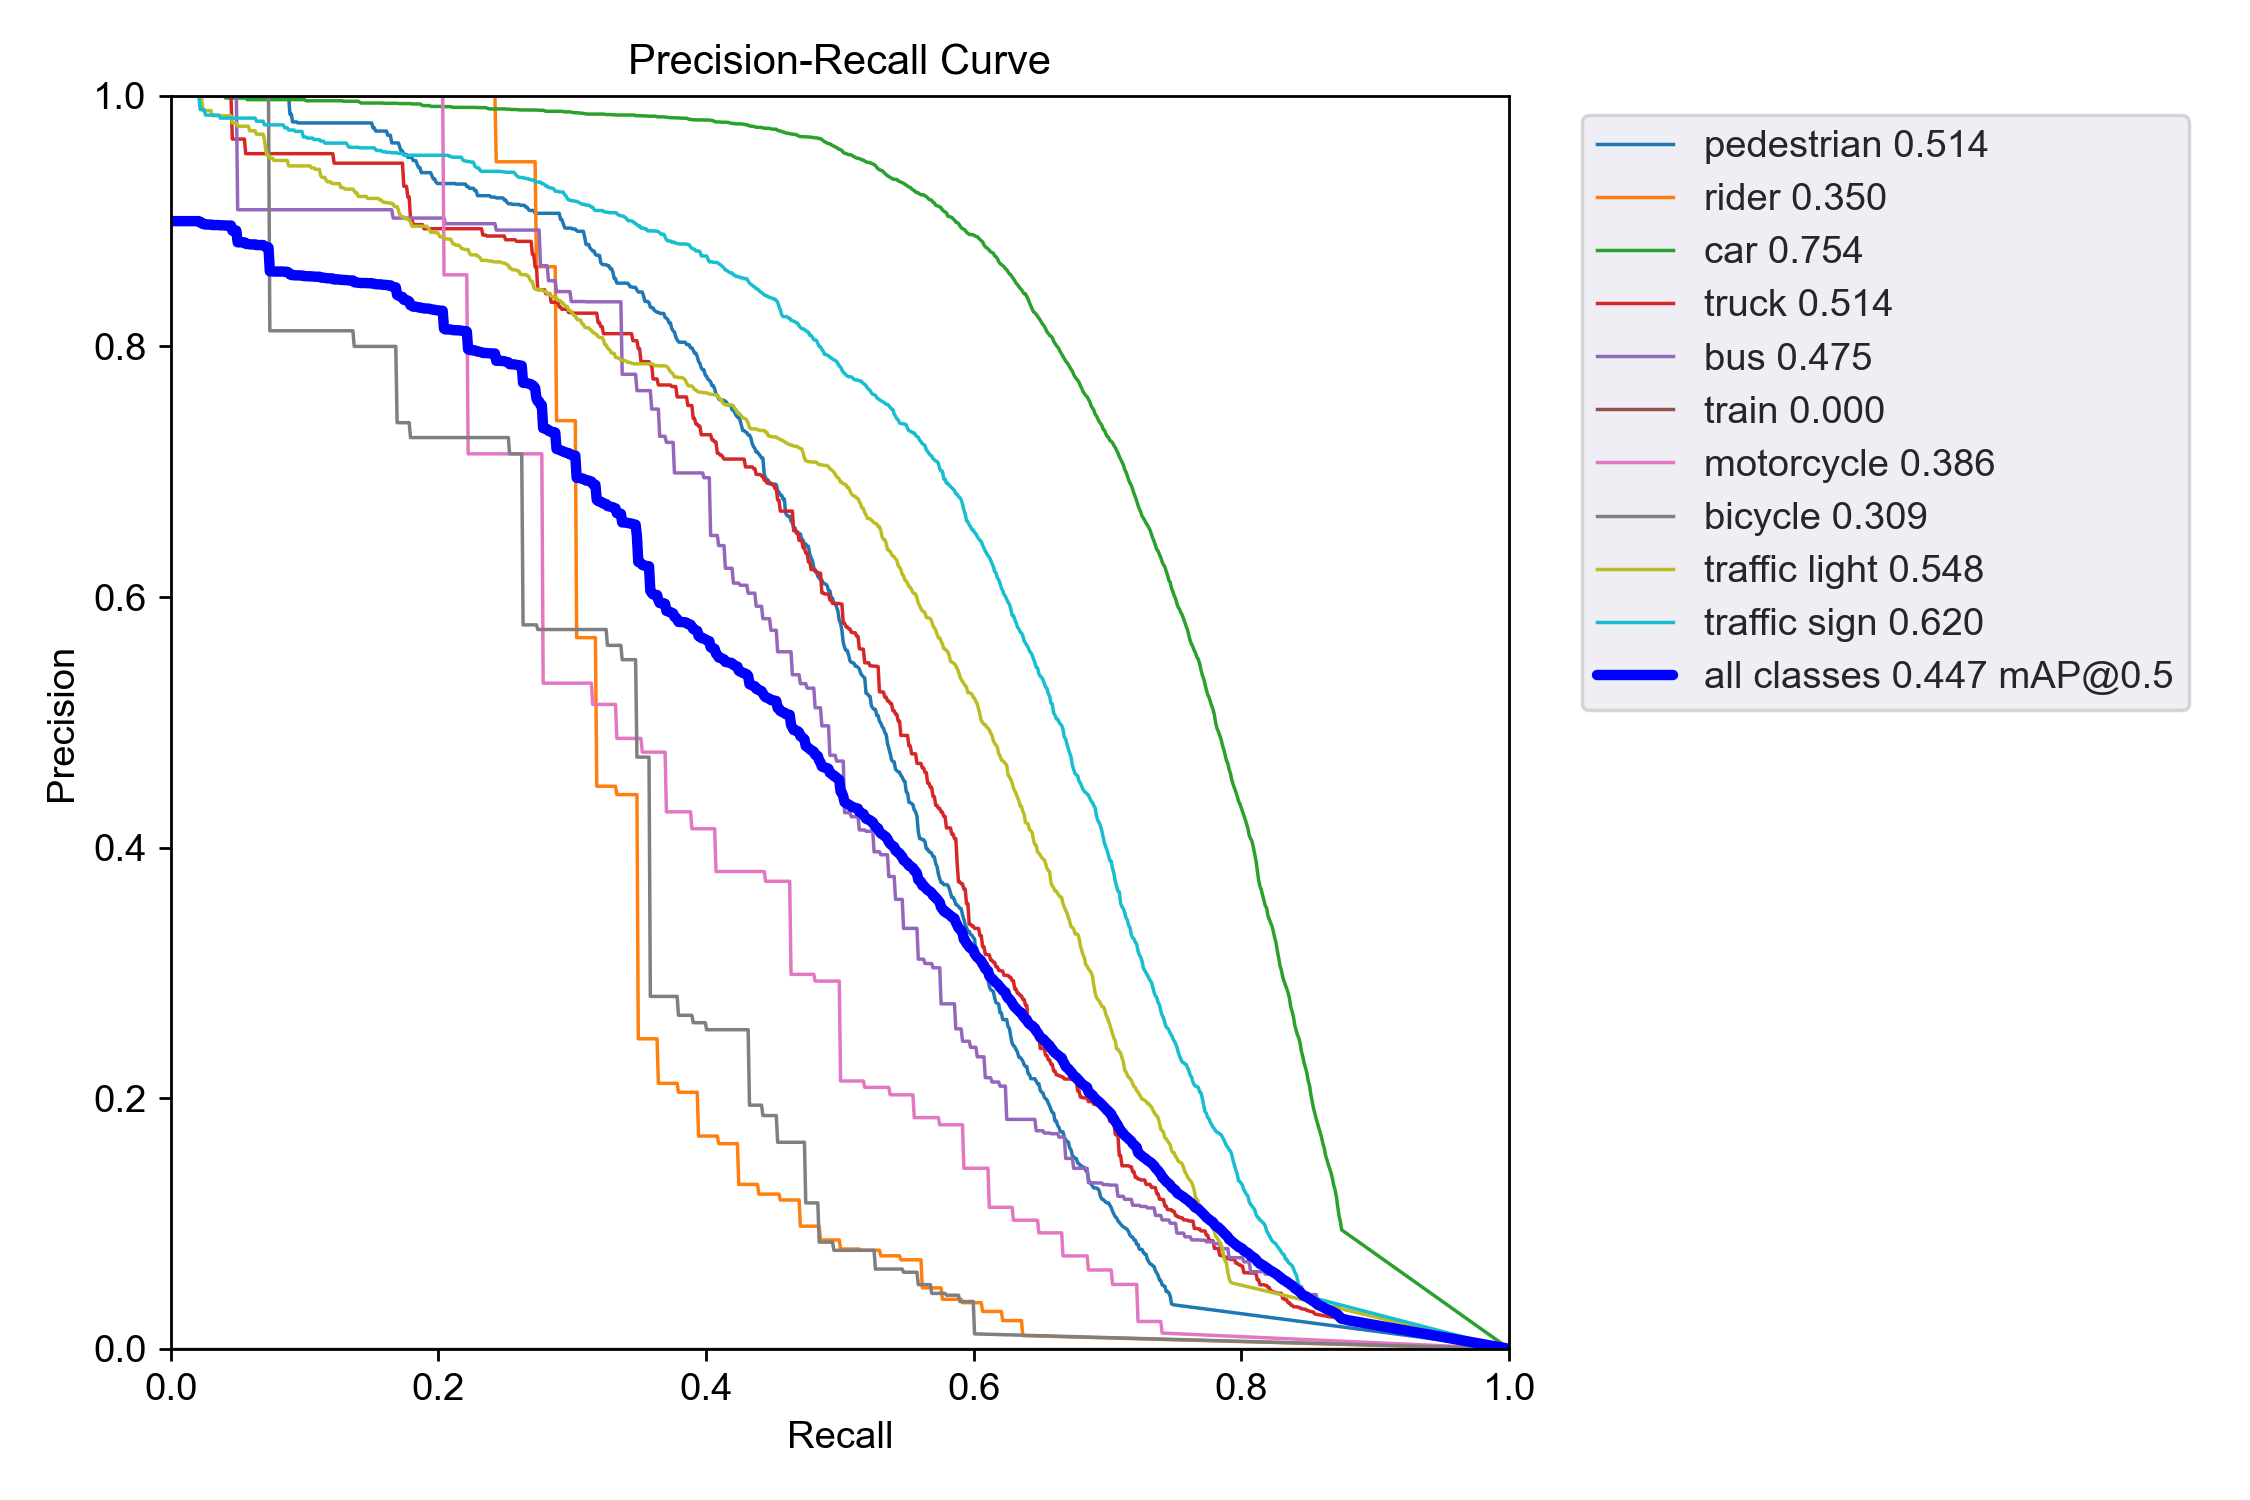 Precision-Recall Curve
1.0
0.8
0.6
0.4
0.2
0.0
Precision
0.0 0.2 0.4 0.6 0.8 1.0
Recall
pedestrian 0.514
rider 0.350
car 0.754
truck 0.514
bus 0.475
train 0.000
motorcycle 0.386
bicycle 0.309
traffic light 0.548
traffic sign 0.620
all classes 0.447 mAP@0.5